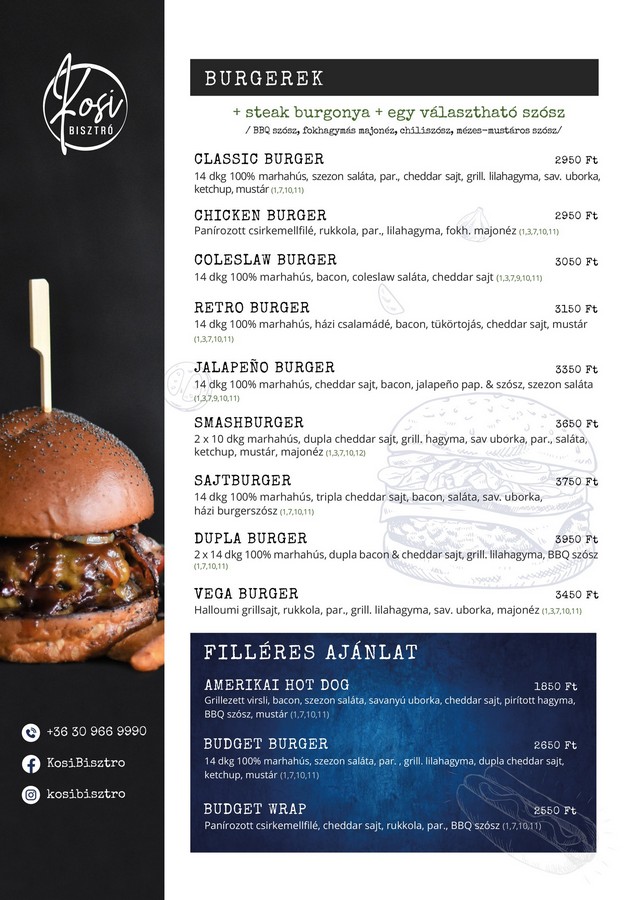 Kosi
BISZTRÓ
BURGEREK
+ steak burgonya + egy választható szósz
/ BBQ szósz, fokhagymás majonéz, chiliszósz, mézes-mustáros szósz/
CLASSIC BURGER 2950 Ft
14 dkg 100% marhahús, szezon saláta, par., cheddar sajt, grill. lilahagyma, sav. uborka,
ketchup, mustár (1,7,10,11)
CHICKEN BURGER 2950 Ft
Panírozott csirkemellfilé, rukkola, par., lilahagyma, fokh. majonéz (1,3,7,10,11)
COLESLAW BURGER 3050 Ft
14 dkg 100% marhahús, bacon, coleslaw saláta, cheddar sajt (1,3,7,9,10,11)
RETRO BURGER 3150 Ft
14 dkg 100% marhahús, házi csalamádé, bacon, tükörtojás, cheddar sajt, mustár
(1,3,7,10,11)
JALAPEÑO BURGER 3350 Ft
14 dkg 100% marhahús, cheddar sajt, bacon, jalapeño pap. & szósz, szezon saláta
(1,3,7,9,10,11)
SMASHBURGER 3650 Ft
2 x 10 dkg marhahús, dupla cheddar sajt, grill, hagyma, sav uborka, par., saláta,
ketchup, mustár, majonéz (1,3,7,10,12)
SAJTBURGER 3750 Ft
14 dkg 100% marhahús, tripla cheddar sajt, bacon, saláta, sav. uborka,
házi burgerszósz (1,7,10,11)
DUPLA BURGER 3950 Ft
2 x 14 dkg 100% marhahús, dupla bacon & cheddar sajt, grill. lilahagyma, BBQ szósz
(1,7,10,11)
VEGA BURGER 3450 Ft
Halloumi grillsajt, rukkola, par., grill. lilahagyma, sav. uborka, majonéz (1,3,7,10,11)
FILLÉRES AJÁNLAT
AMERIKAI HOT DOG 1850 Ft
Grillezett virsli, bacon, szezon saláta, savanyú uborka, cheddar sajt, pirított hagyma,
BBQ szósz, mustár (1,7,10,11)
BUDGET BURGER 2650 Ft
14 dkg 100% marhahús, szezon saláta, par. , grill. lilahagyma, dupla cheddar sajt,
ketchup, mustár (1,7,10,11)
BUDGET WRAP 2550 Ft
Panírozott csirkemellfilé, cheddar sajt, rukkola, par., BBQ szósz (1,7,10,11)
+36 30 966 9990
KosiBisztro
kosibisztro